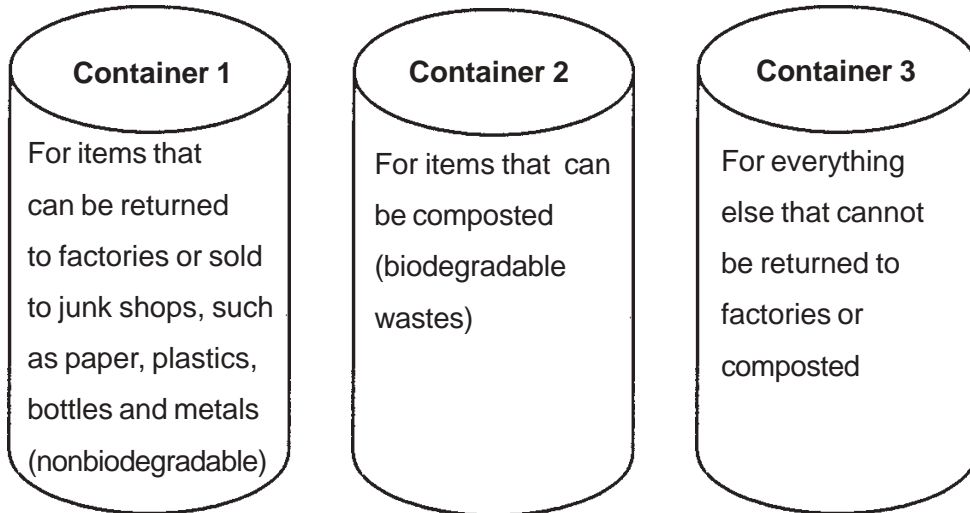 Container 1
For items that
can be returned
to factories or sold
to junk shops, such
as paper, plastics,
bottles and metals
(nonbiodegradable)
Container 2
For items that can
be composted
(biodegradable
wastes)
Container 3
For everything
else that cannot
be returned to
factories or
composted